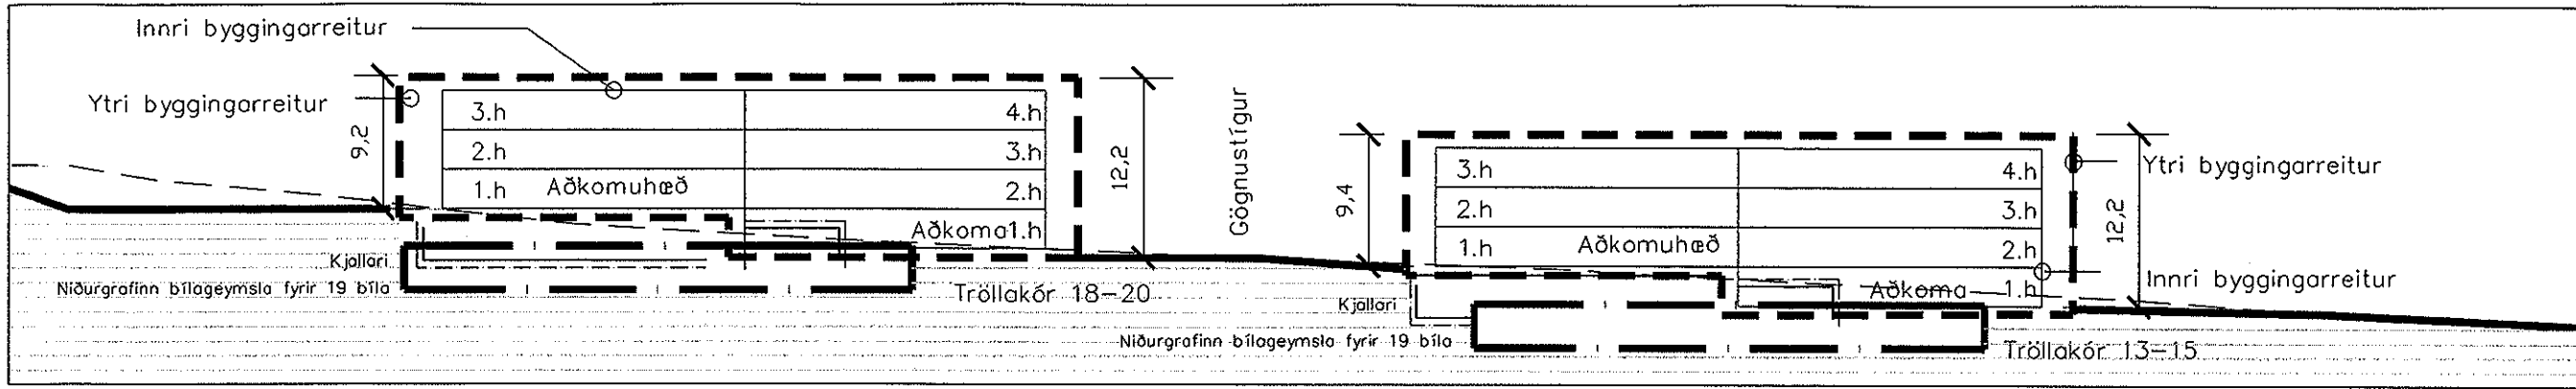 Innri byggingarreitur
Ytri byggingarreitur
9,2
3.h 4.h
2.h 3.h
1.h Aðkomuhæð 2.h
Aðkoma1.h
12,2
Kjallari
Niðurgrafinn bílageymsla fyrir 19 bíla
Tröllakór 18-20
Gögnustígur
9,4
3.h 4.h
2.h 3.h
1.h Aðkomuhæð 2.h
Aðkoma 1.h
12,2
Ytri byggingarreitur
Innri byggingarreitur
Kjallari
Niðurgrafinn bílageymsla fyrir 19 bíla
Tröllakór 13-15